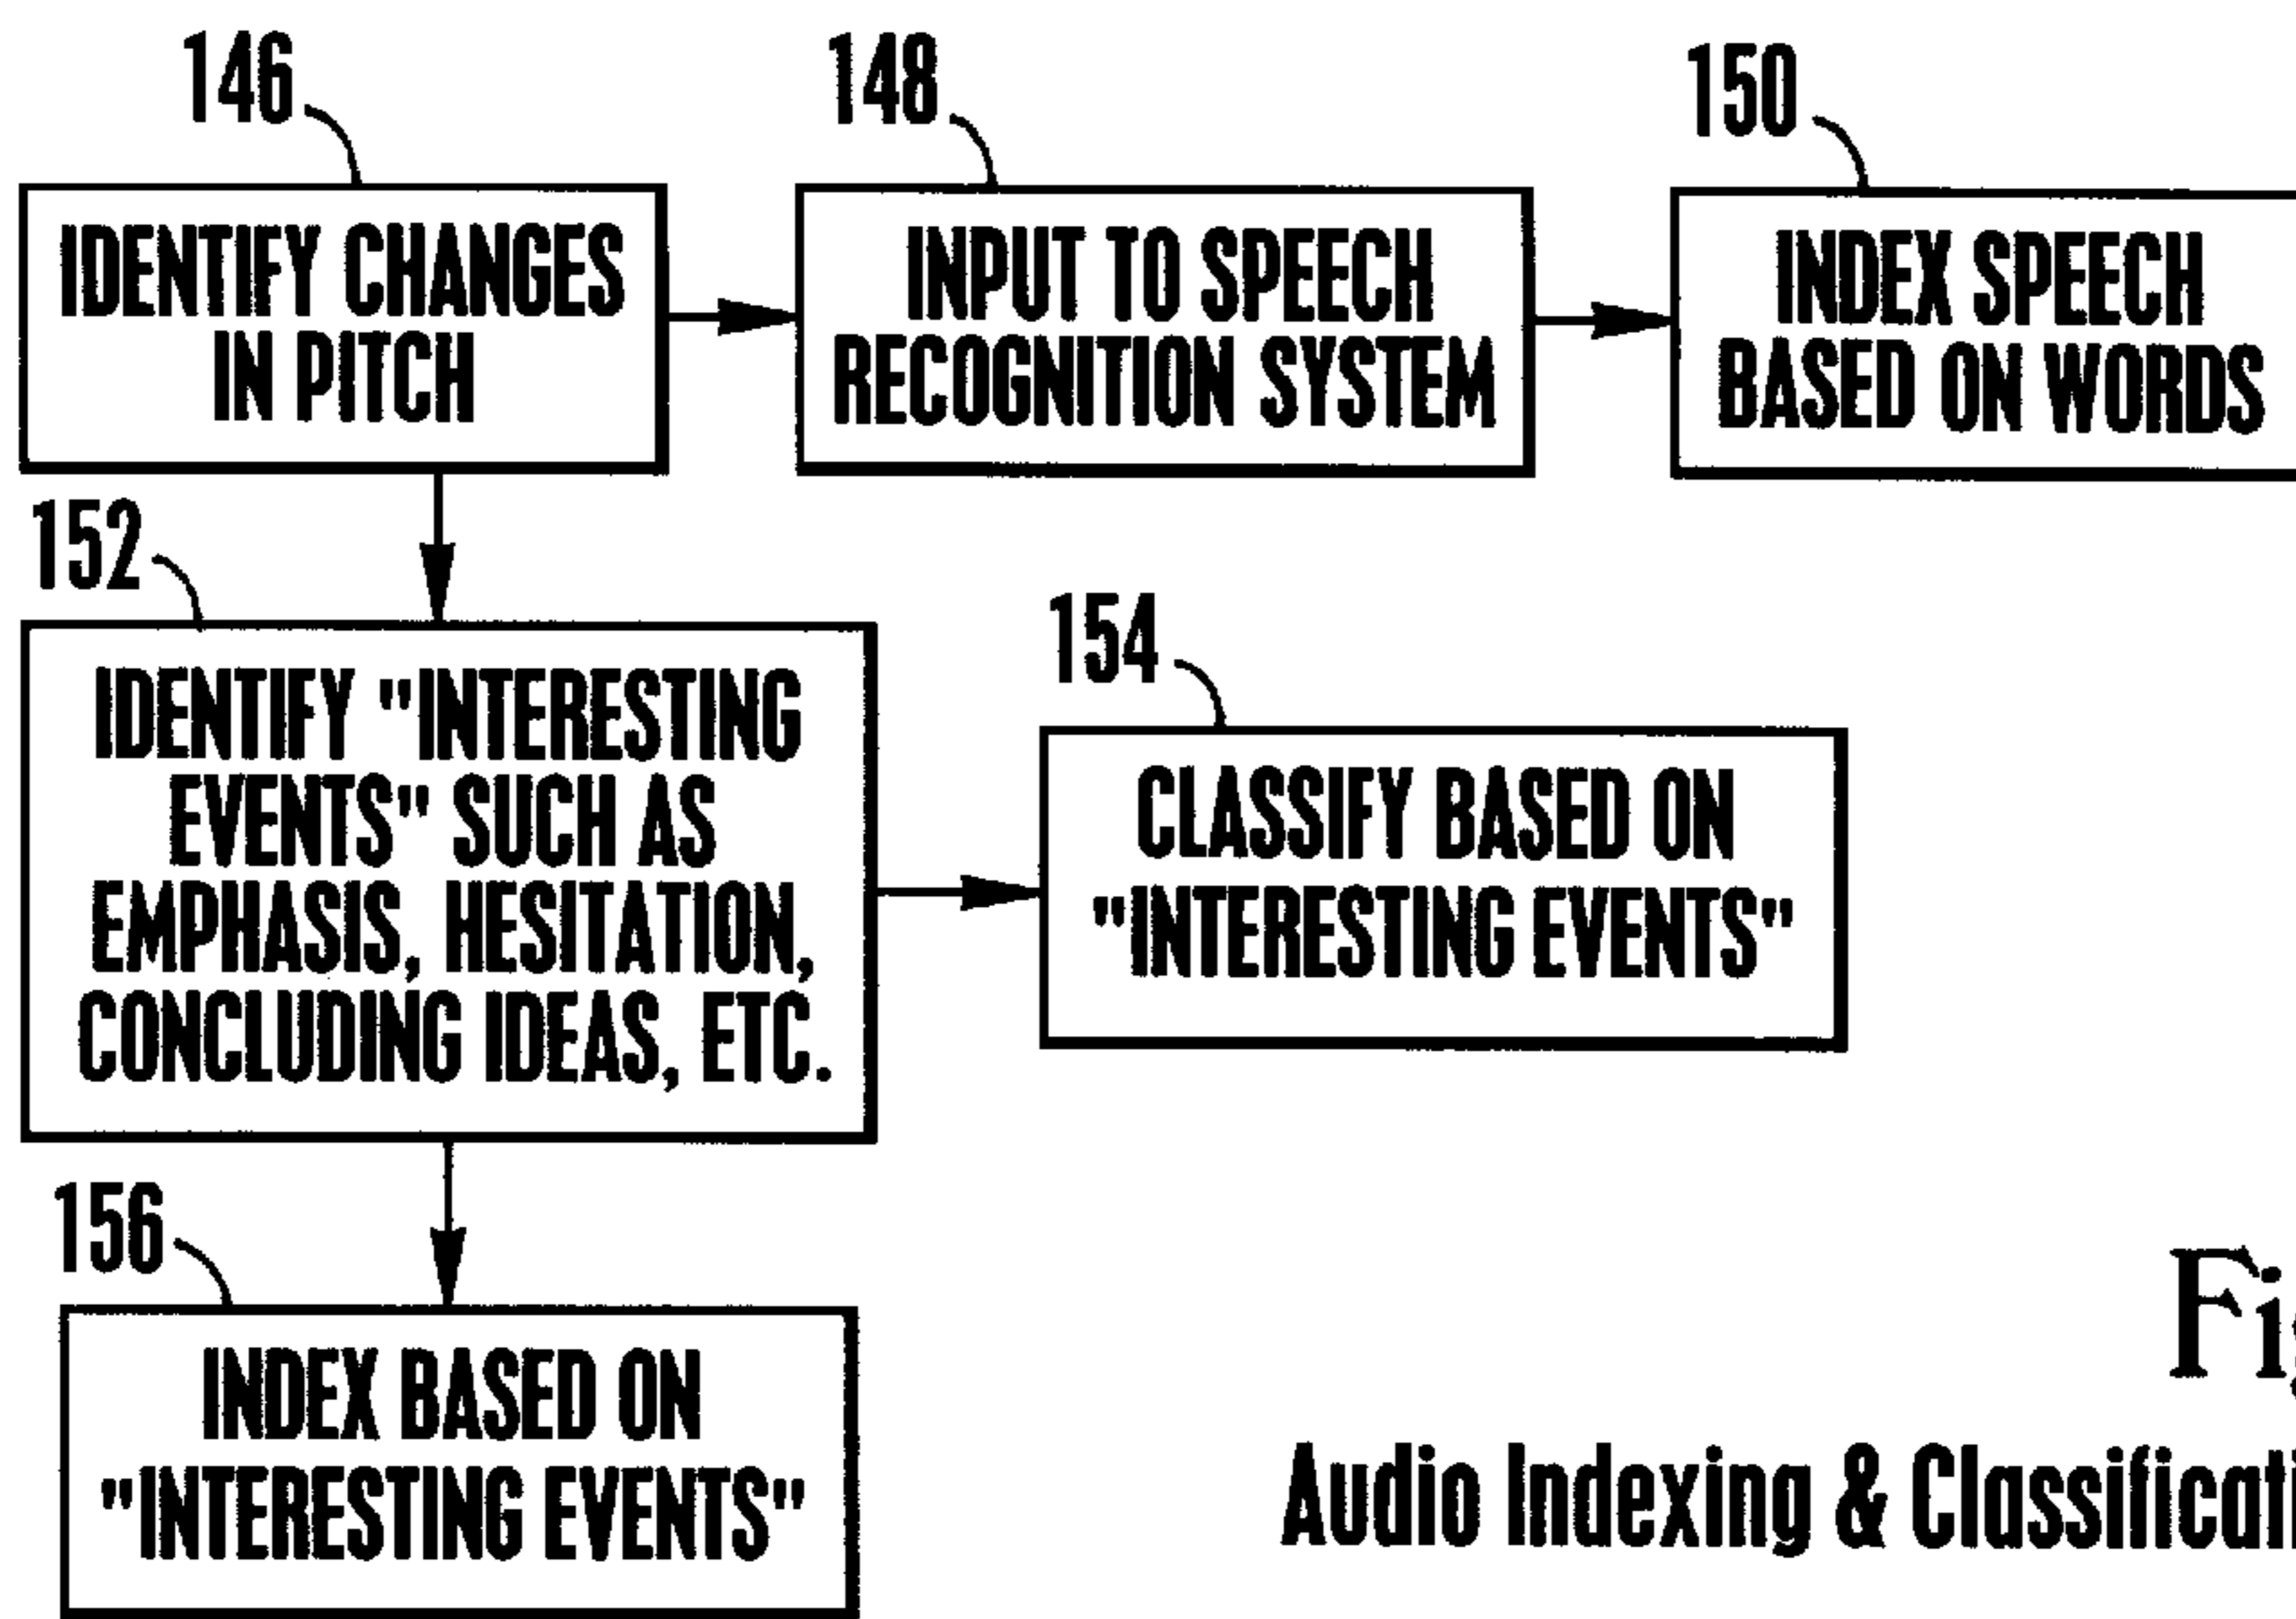 146
IDENTIFY CHANGES
IN PITCH
148
INPUT TO SPEECH
RECOGNITION SYSTEM
150
INDEX SPEECH
BASED ON WORDS
152
IDENTIFY "INTERESTING
EVENTS" SUCH AS
EMPHASIS, HESITATION,
CONCLUDING IDEAS, ETC.
154
CLASSIFY BASED ON
"INTERESTING EVENTS"
156
INDEX BASED ON
"INTERESTING EVENTS"
Audio Indexing &